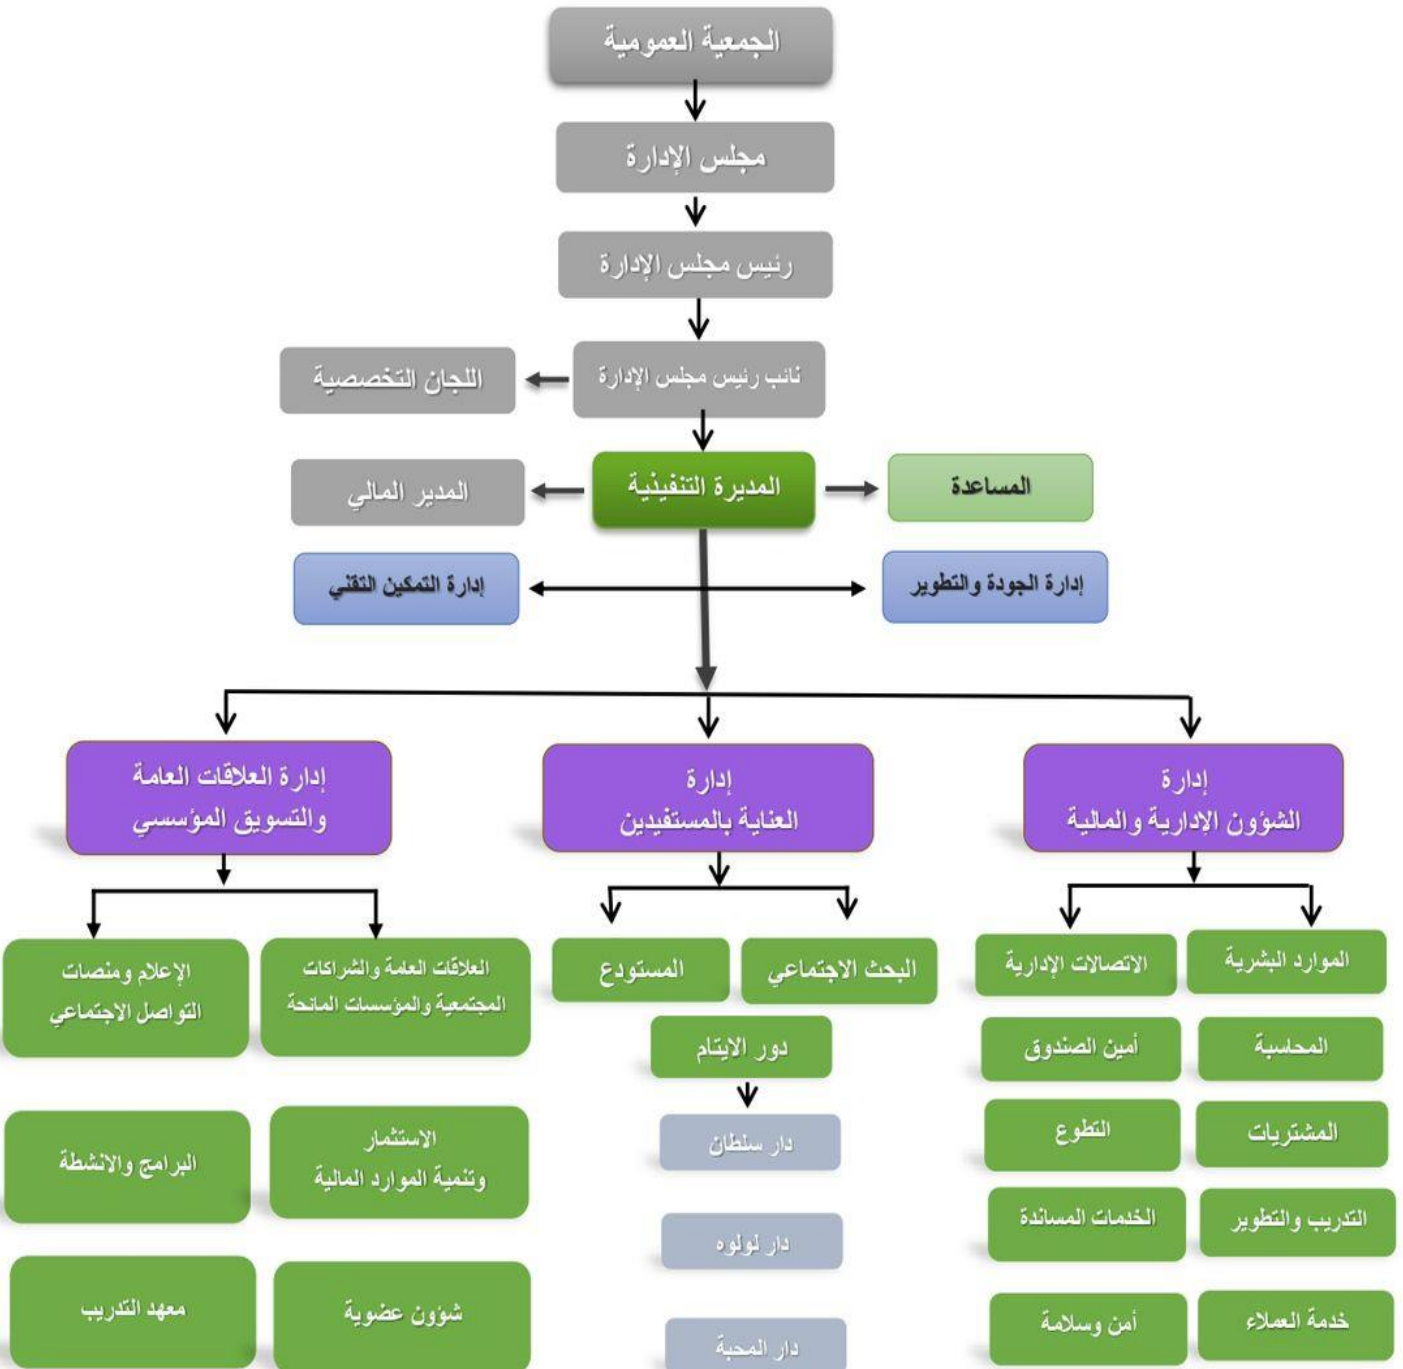 الجمعية العمومية
مجلس الإدارة
رئيس مجلس الإدارة
نائب رئيس مجلس الإدارة
اللجان التخصصية
المساعدة
المديرة التنفيذية
المدير المالي
إدارة الجودة والتطوير
إدارة التمكين التقني
إدارة
الشؤون الإدارية والمالية
إدارة
العناية بالمستفيدين
إدارة العلاقات العامة
والتسويق المؤسسي
الموارد البشرية
الاتصالات الإدارية
المحاسبة
أمين الصندوق
المشتريات
التطوع
التدريب والتطوير
الخدمات المساندة
خدمة العملاء
أمن وسلامة
البحث الاجتماعي
المستودع
دور الايتام
دار سلطان
دار لولوه
دار المحبة
العلاقات العامة والشراكات
المجتمعية والمؤسسات المانحة
الإعلام ومنصات
التواصل الاجتماعي
الاستثمار
وتنمية الموارد المالية
البرامج والانشطة
شؤون عضوية
معهد التدريب